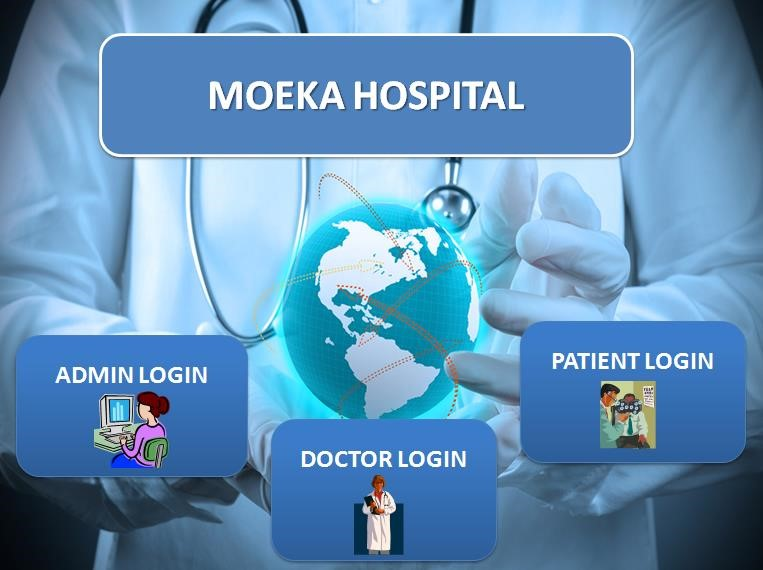 MOEKA HOSPITAL
ADMIN LOGIN
DOCTOR LOGIN
PATIENT LOGIN